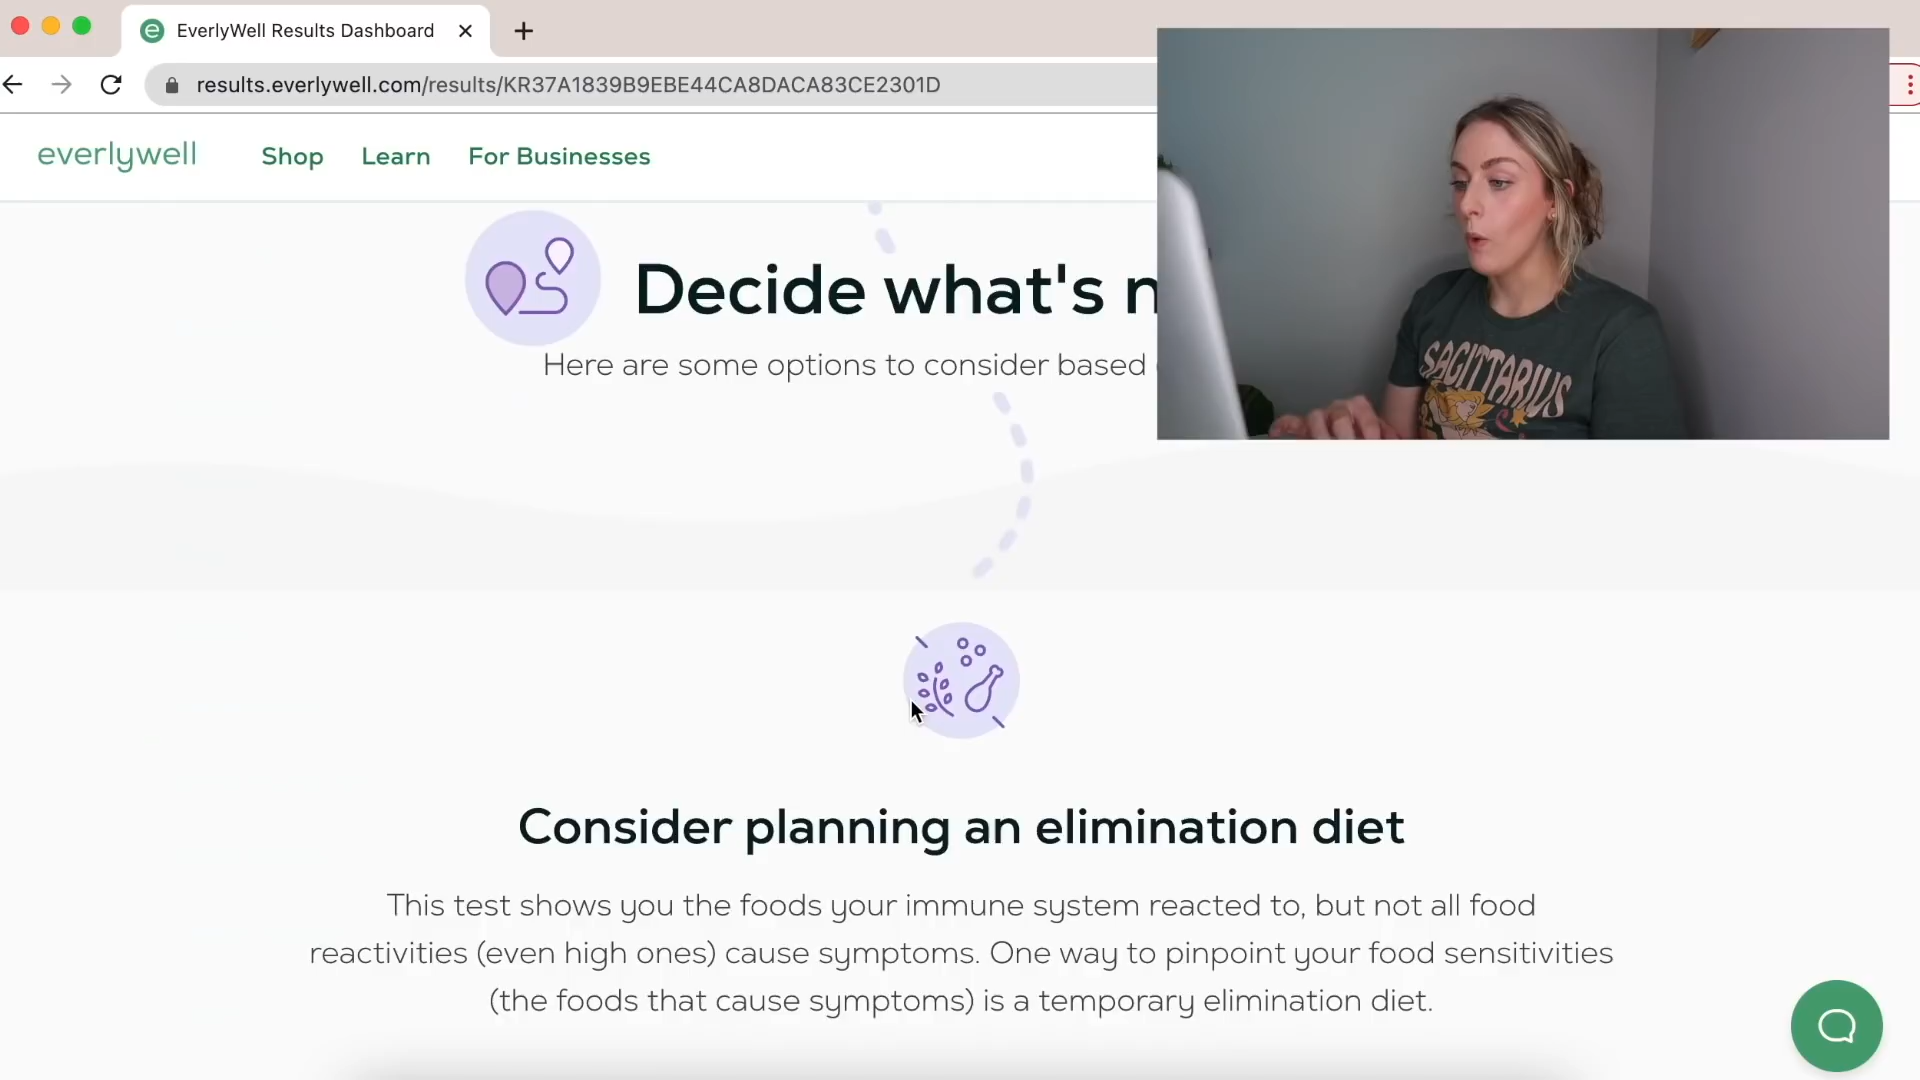 EverlyWell Results Dashboard
results.everlywell.com/results/KR37A1839B9EBE44CA8DACA83CE2301D
everlywell
Shop
Learn
For Businesses
Decide what's
Here are some options to consider based
SAGITTARIUS
Consider planning an elimination diet
This test shows you the foods your immune system reacted to, but not all food
reactivities (even high ones) cause symptoms. One way to pinpoint your food sensitivities
(the foods that cause symptoms) is a temporary elimination diet.